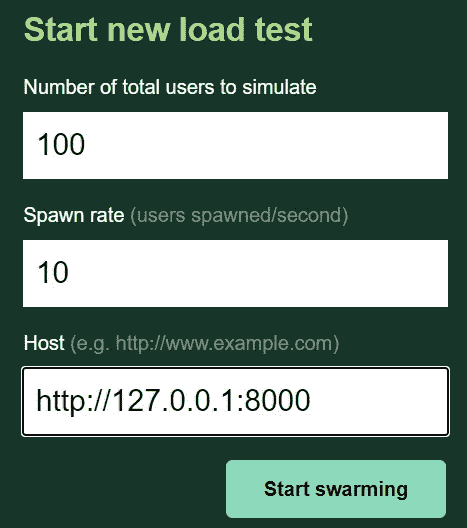 Start new load test
Number of total users to simulate
100
Spawn rate (users spawned/second)
10
Host (e.g. http://www.example.com)
http://127.0.0.1:8000
Start swarming